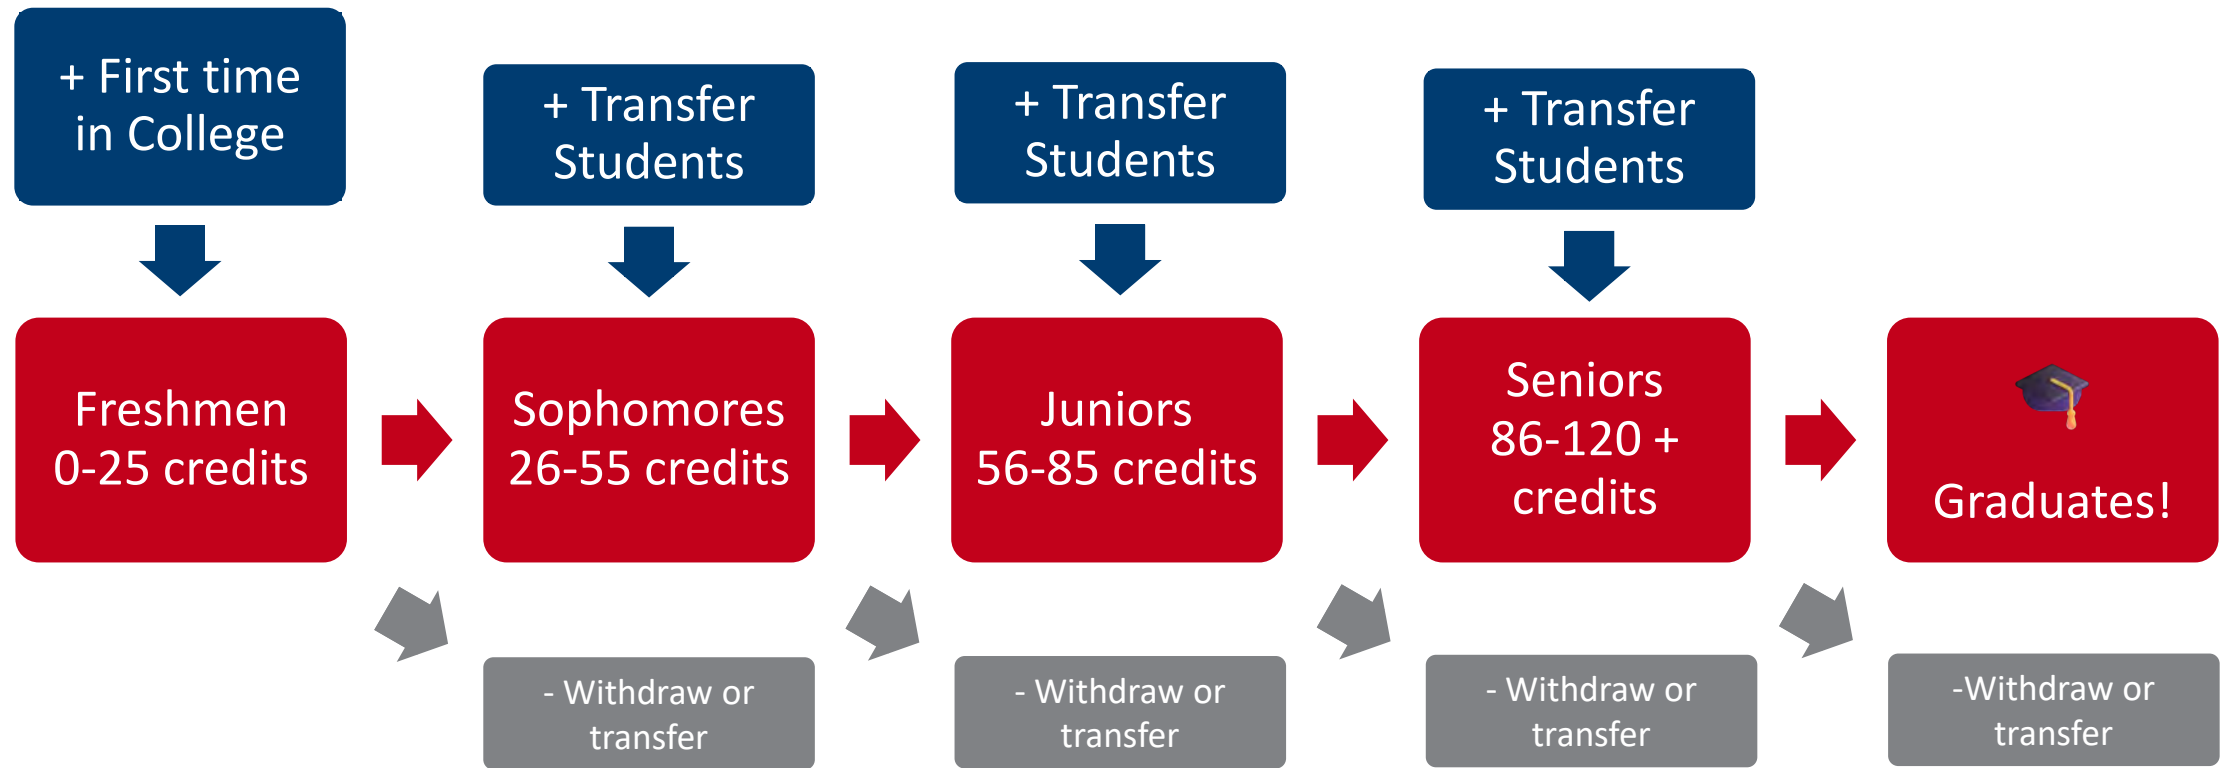 + First time
in College
+ Transfer
Students
+ Transfer
Students
+ Transfer
Students
Freshmen
0-25 credits
Sophomores
26-55 credits
Juniors
56-85 credits
Seniors
86-120 +
credits
Graduates!
- Withdraw or
transfer
- Withdraw or
transfer
- Withdraw or
transfer
-Withdraw or
transfer